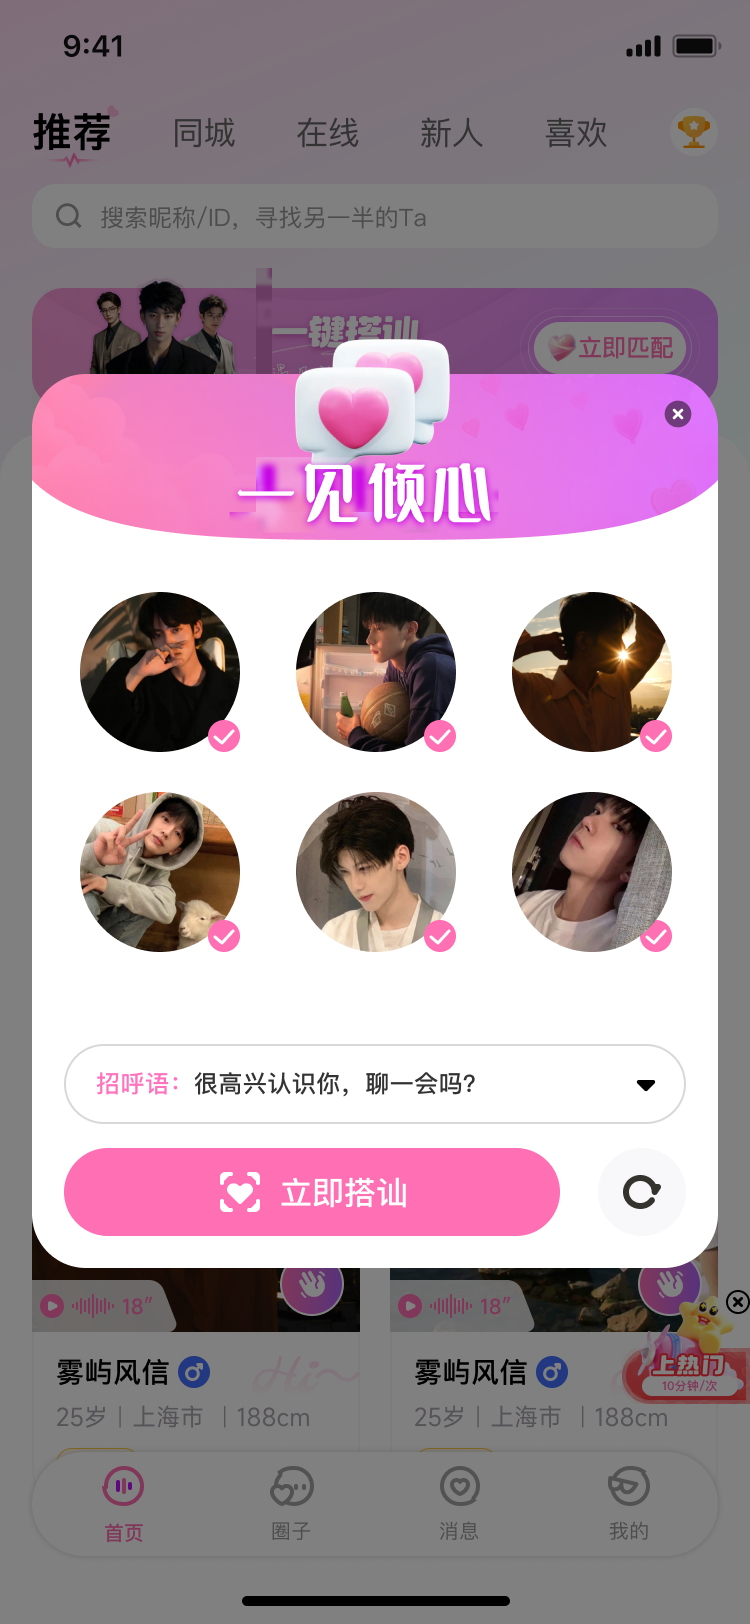 9:41
推荐 同城 在线 新人 喜欢
搜索昵称/ID，寻找另一半的Ta
一键搭讪
立即匹配
一见倾心
招呼语：很高兴认识你，聊一会吗?
立即搭讪
18″ 18″
雾屿风信 Hi 雾屿风信
上热门
10分钟/次
25岁 | 上海市 | 188cm 25岁 | 上海市 | 188cm
首页 圈子 消息 我的